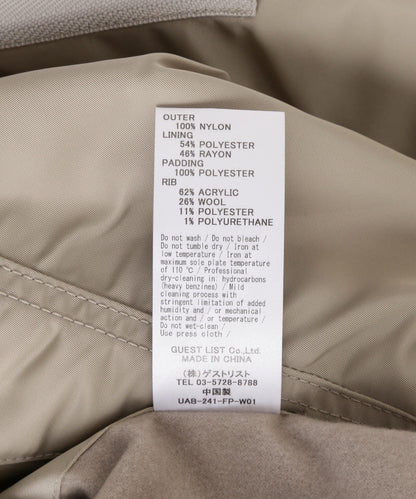 OUTER
100% NYLON
LINING
54% POLYESTER
46% RAYON
PADDING
100% POLYESTER
RIB
62% ACRYLIC
26% WOOL
11% POLYESTER
1% POLYURETHANE
Do not wash / Do not bleach /
Do not tumble dry / Iron at
low temperature / Iron at
maximum sole plate temperature
of 110 ℃ / Professional
dry-cleaning in hydrocarbons
(heavy benzines) / Mild
cleaning process with
stringent limitation of added
humidity and / or mechanical
action and / or temperature /
Do not wet-clean /
Use press cloth /
GUEST LIST Co.,Ltd.
MADE IN CHINA
(株)ゲストリスト
TEL 03-5728-8788
中国製
UAB-241-FP-W01